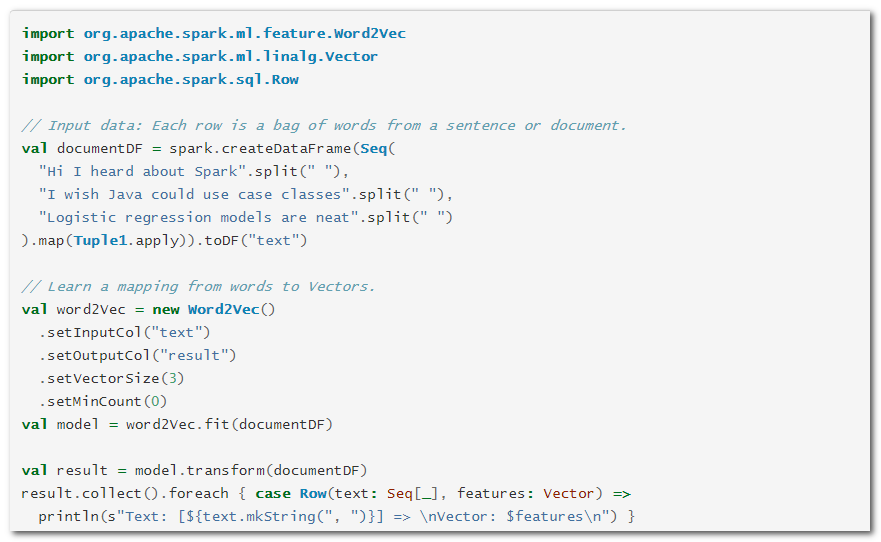 import org.apache.spark.ml.feature.Word2Vec
import org.apache.spark.ml.linalg.Vector
import org.apache.spark.sql.Row

// Input data: Each row is a bag of words from a sentence or document.
val documentDF = spark.createDataFrame(Seq(
  "Hi I heard about Spark".split(" "),
  "I wish Java could use case classes".split(" "),
  "Logistic regression models are neat".split(" ")
).map(Tuple1.apply)).toDF("text")

// Learn a mapping from words to Vectors.
val word2Vec = new Word2Vec()
  .setInputCol("text")
  .setOutputCol("result")
  .setVectorSize(3)
  .setMinCount(0)
val model = word2Vec.fit(documentDF)

val result = model.transform(documentDF)
result.collect().foreach { case Row(text: Seq[_], features: Vector) =>
  println(s"Text: [${text.mkString(", ")}] => \nVector: $features\n") }